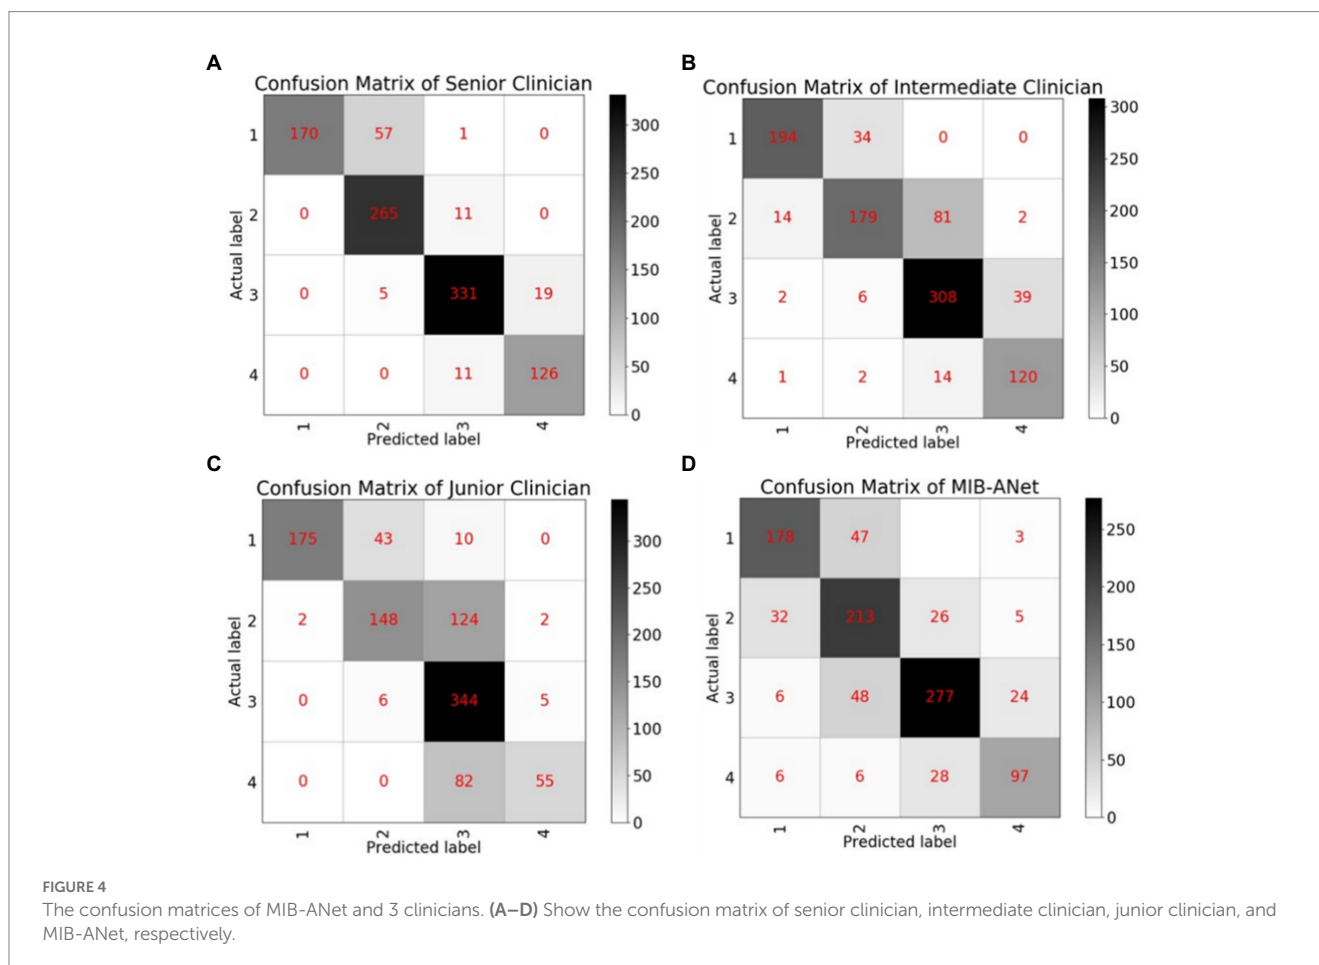 A
Confusion Matrix of Senior Clinician
300
250
200
150
100
50
0
Actual label
1 170 57 1 0
2 0 265 11 0
3 0 5 331 19
4 0 0 11 126
1 2 3 4
Predicted label
B
Confusion Matrix of Intermediate Clinician
300
250
200
150
100
50
0
Actual label
1 194 34 0 0
2 14 179 81 2
3 2 6 308 39
4 1 2 14 120
1 2 3 4
Predicted label
C
Confusion Matrix of Junior Clinician
300
250
200
150
100
50
0
Actual label
1 175 43 10 0
2 2 148 124 2
3 0 6 344 5
4 0 0 82 55
1 2 3 4
Predicted label
D
Confusion Matrix of MIB-ANet
250
200
150
100
50
0
Actual label
1 178 47 3
2 32 213 26 5
3 6 48 277 24
4 6 6 28 97
1 2 3 4
Predicted label
FIGURE 4
The confusion matrices of MIB-ANet and 3 clinicians. (A–D) Show the confusion matrix of senior clinician, intermediate clinician, junior clinician, and
MIB-ANet, respectively.